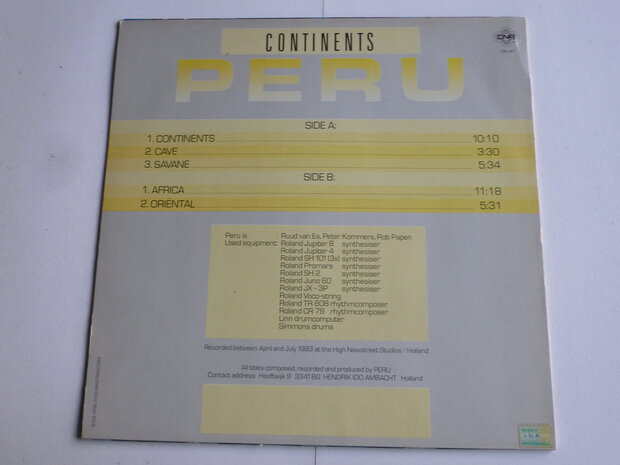 CONTINENTS
CNR
PERU
SIDE A:
1. CONTINENTS 10:10
2. CAVE 3:30
3. SAVANE 5:34
SIDE B:
1. AFRICA 11:18
2. ORIËNTAL 5:31
Peru is : Ruud van Es, Peter Kommers, Rob Papen
Used equipment: Roland Jupiter 8 synthesiser
Roland Jupiter 4 synthesiser
Roland SH 101 (3x) synthesiser
Roland Promars synthesiser
Roland SH 2 synthesiser
Roland Juno 60 synthesiser
Roland JX - 3P synthesiser
Roland Voco-string
Roland TR 808 rhythmcomposer
Roland CR 78 rhythmcomposer
Linn drumcomputer
Simmons drums
Recorded between April and July 1983 at the High Newstreet Studios / Holland
All titles composed, recorded and produced by PERU
Contact address: Hooftwijk 9 3341 BG HENDRIK IDO AMBACHT Holland